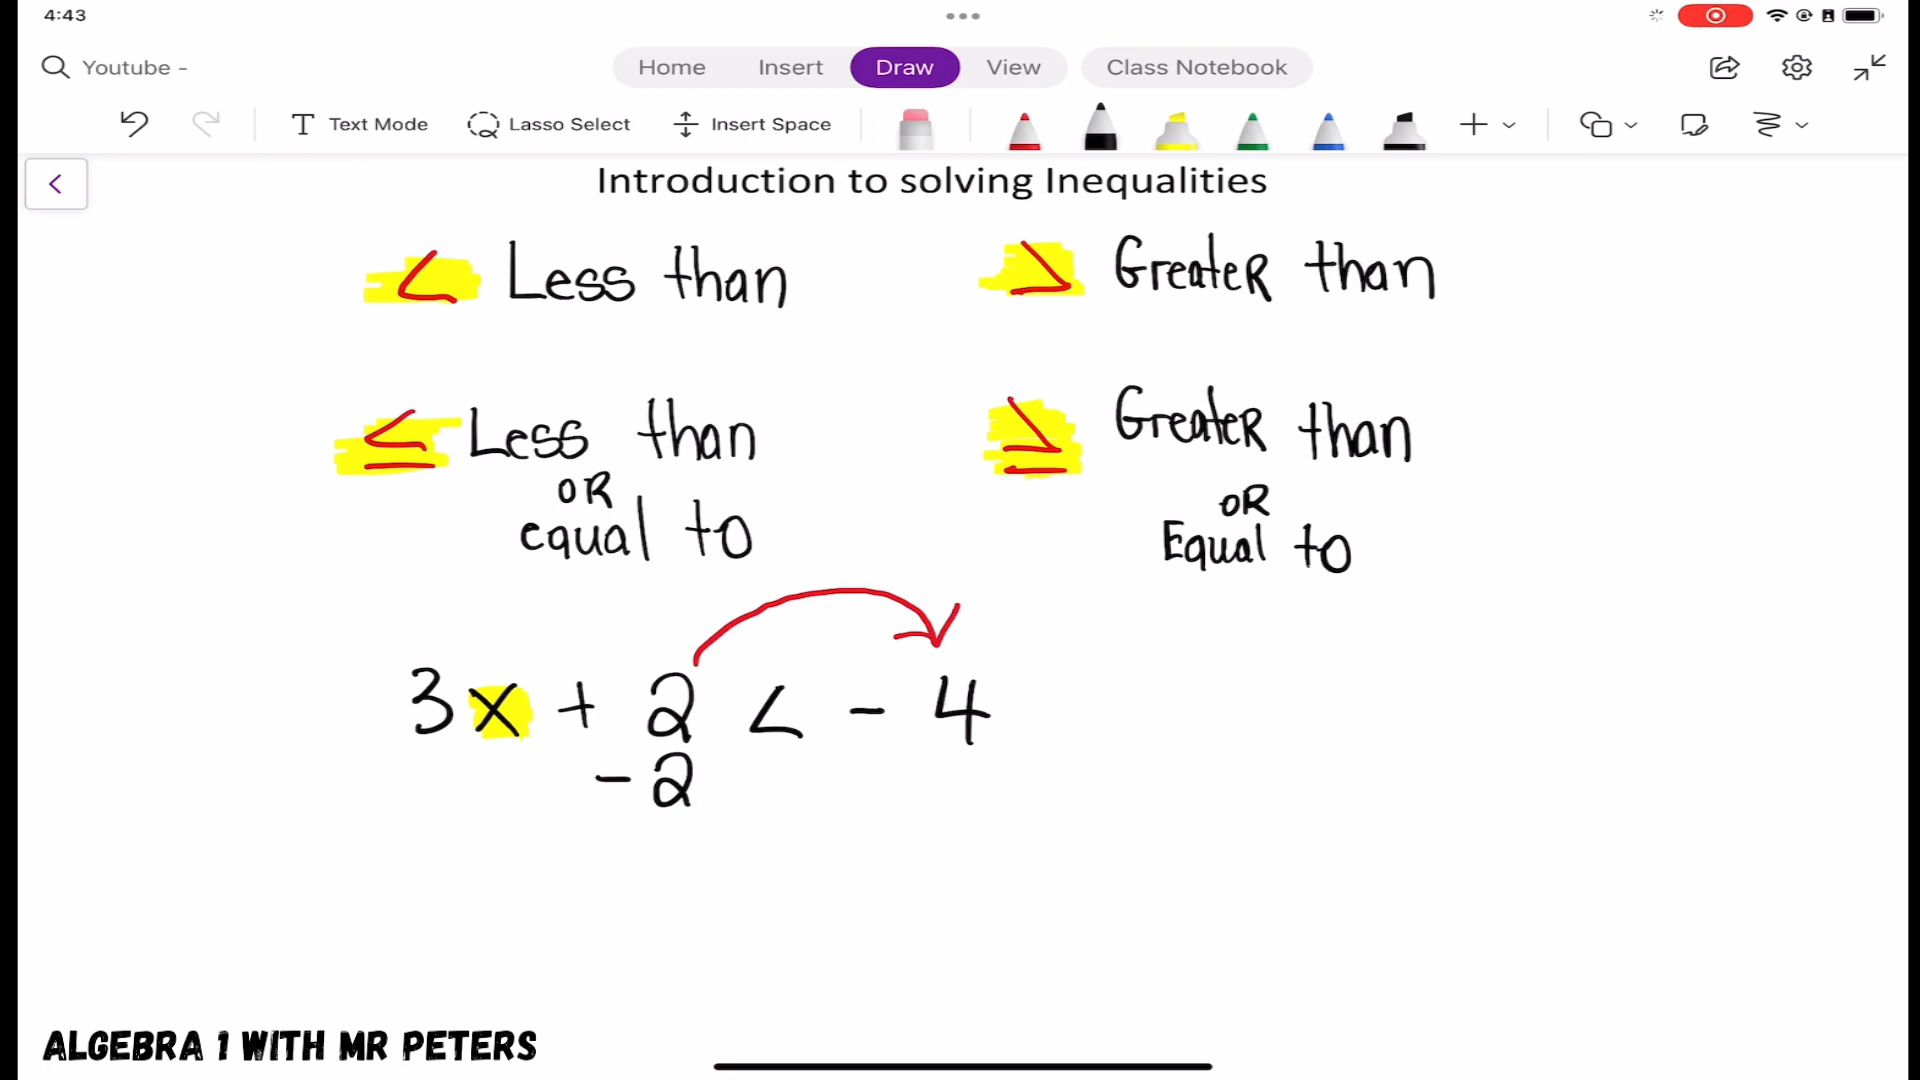 4:43
Youtube -
Home Insert Draw View Class Notebook
Text Mode Lasso Select Insert Space
Introduction to solving Inequalities
< Less than
> Greater than
≤ Less than
OR
equal to
≥ Greater than
OR
Equal to
3x + 2 < - 4
- 2
ALGEBRA 1 WITH MR PETERS